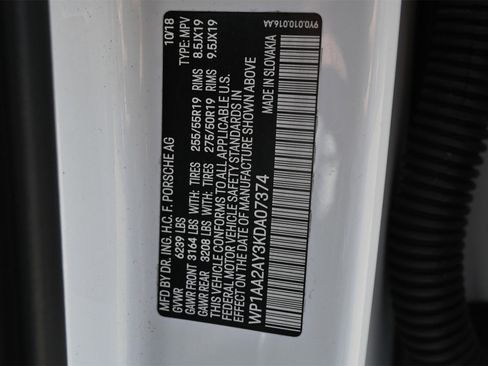 MFD BY DR. ING. H.C. F. PORSCHE AG 10/18
GVWR 6239 LBS TYPE: MPV
GAWR FRONT 3164 LBS WITH: TIRES 255/55R19 RIMS 8.5JX19
GAWR REAR 3208 LBS WITH: TIRES 275/50R19 RIMS 9.5JX19
THIS VEHICLE CONFORMS TO ALL APPLICABLE U.S.
FEDERAL MOTOR VEHICLE SAFETY STANDARDS IN
EFFECT ON THE DATE OF MANUFACTURE SHOWN ABOVE
WP1AA2AY3KDA07374 MADE IN SLOVAKIA
9Y0.010.016.AA